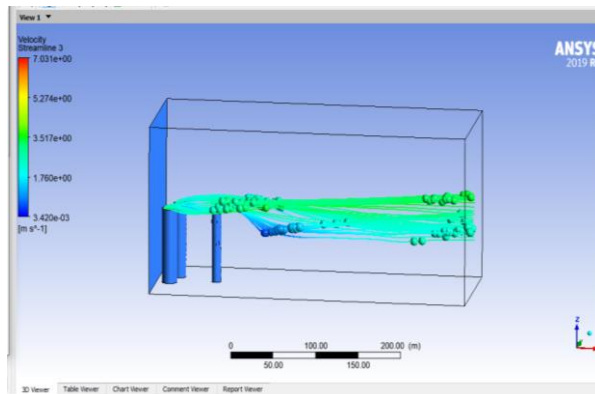 View 1
Velocity
Streamline 3
7.031e+00
5.274e+00
3.517e+00
1.760e+00
3.420e-03
[m s^-1]
ANSYS
2019 R
0 100.00 200.00 (m)
50.00 150.00
Z
3D Viewer Table Viewer Chart Viewer Comment Viewer Report Viewer